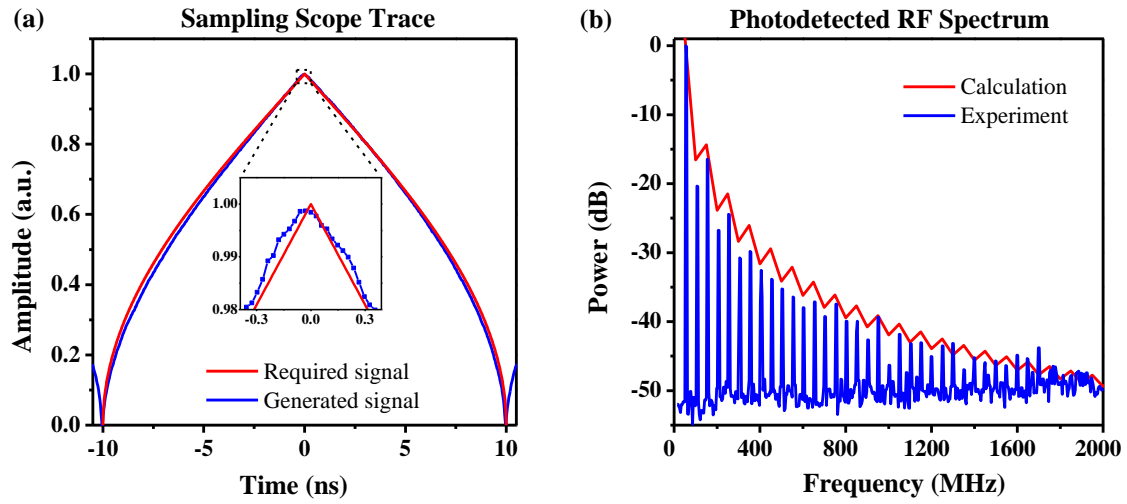 (a)
Sampling Scope Trace
Amplitude (a.u.)
1.0
0.8
0.6
0.4
0.2
0.0
1.00
0.99
0.98
-0.3
0.0
0.3
Required signal
Generated signal
-10
-5
0
5
10
Time (ns)
(b)
Photodetected RF Spectrum
Power (dB)
0
-10
-20
-30
-40
-50
Calculation
Experiment
0
400
800
1200
1600
2000
Frequency (MHz)